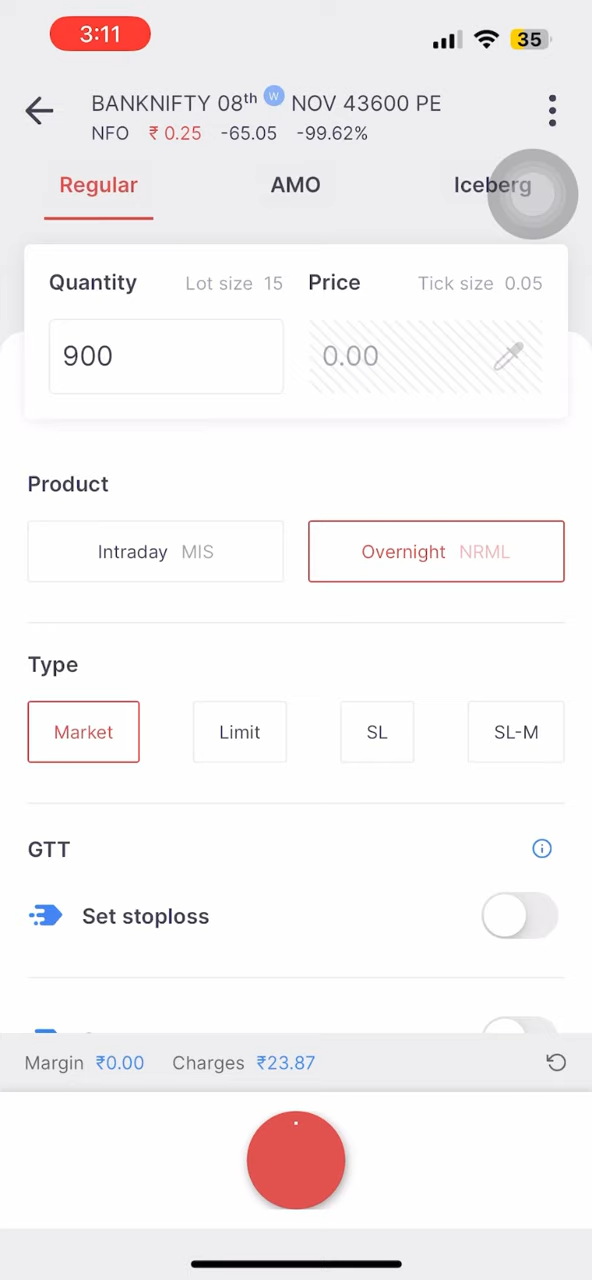 3:11
35
BANKNIFTY 08th W NOV 43600 PE
NFO ₹ 0.25 -65.05 -99.62%
Regular AMO Iceberg
Quantity Lot size 15 Price Tick size 0.05
900 0.00
Product
Intraday MIS Overnight NRML
Type
Market Limit SL SL-M
GTT
Set stoploss
Margin ₹0.00 Charges ₹23.87